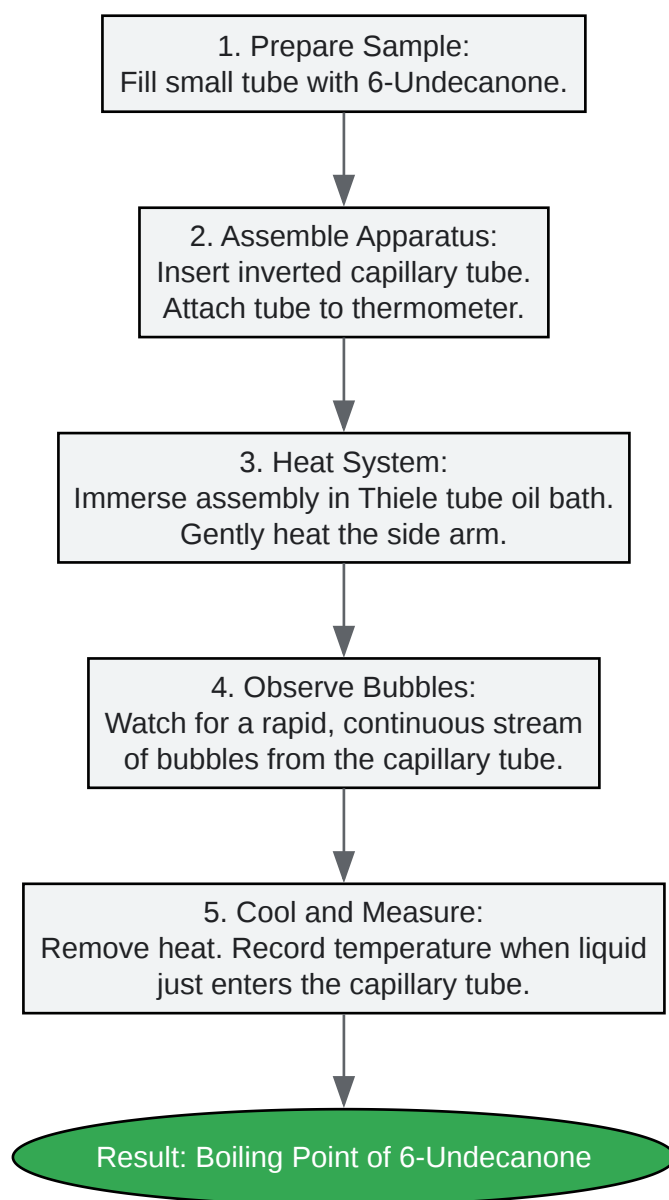 1. Prepare Sample:
Fill small tube with 6-Undecanone.
2. Assemble Apparatus:
Insert inverted capillary tube.
Attach tube to thermometer.
3. Heat System:
Immerse assembly in Thiele tube oil bath.
Gently heat the side arm.
4. Observe Bubbles:
Watch for a rapid, continuous stream
of bubbles from the capillary tube.
5. Cool and Measure:
Remove heat. Record temperature when liquid
just enters the capillary tube.
Result: Boiling Point of 6-Undecanone